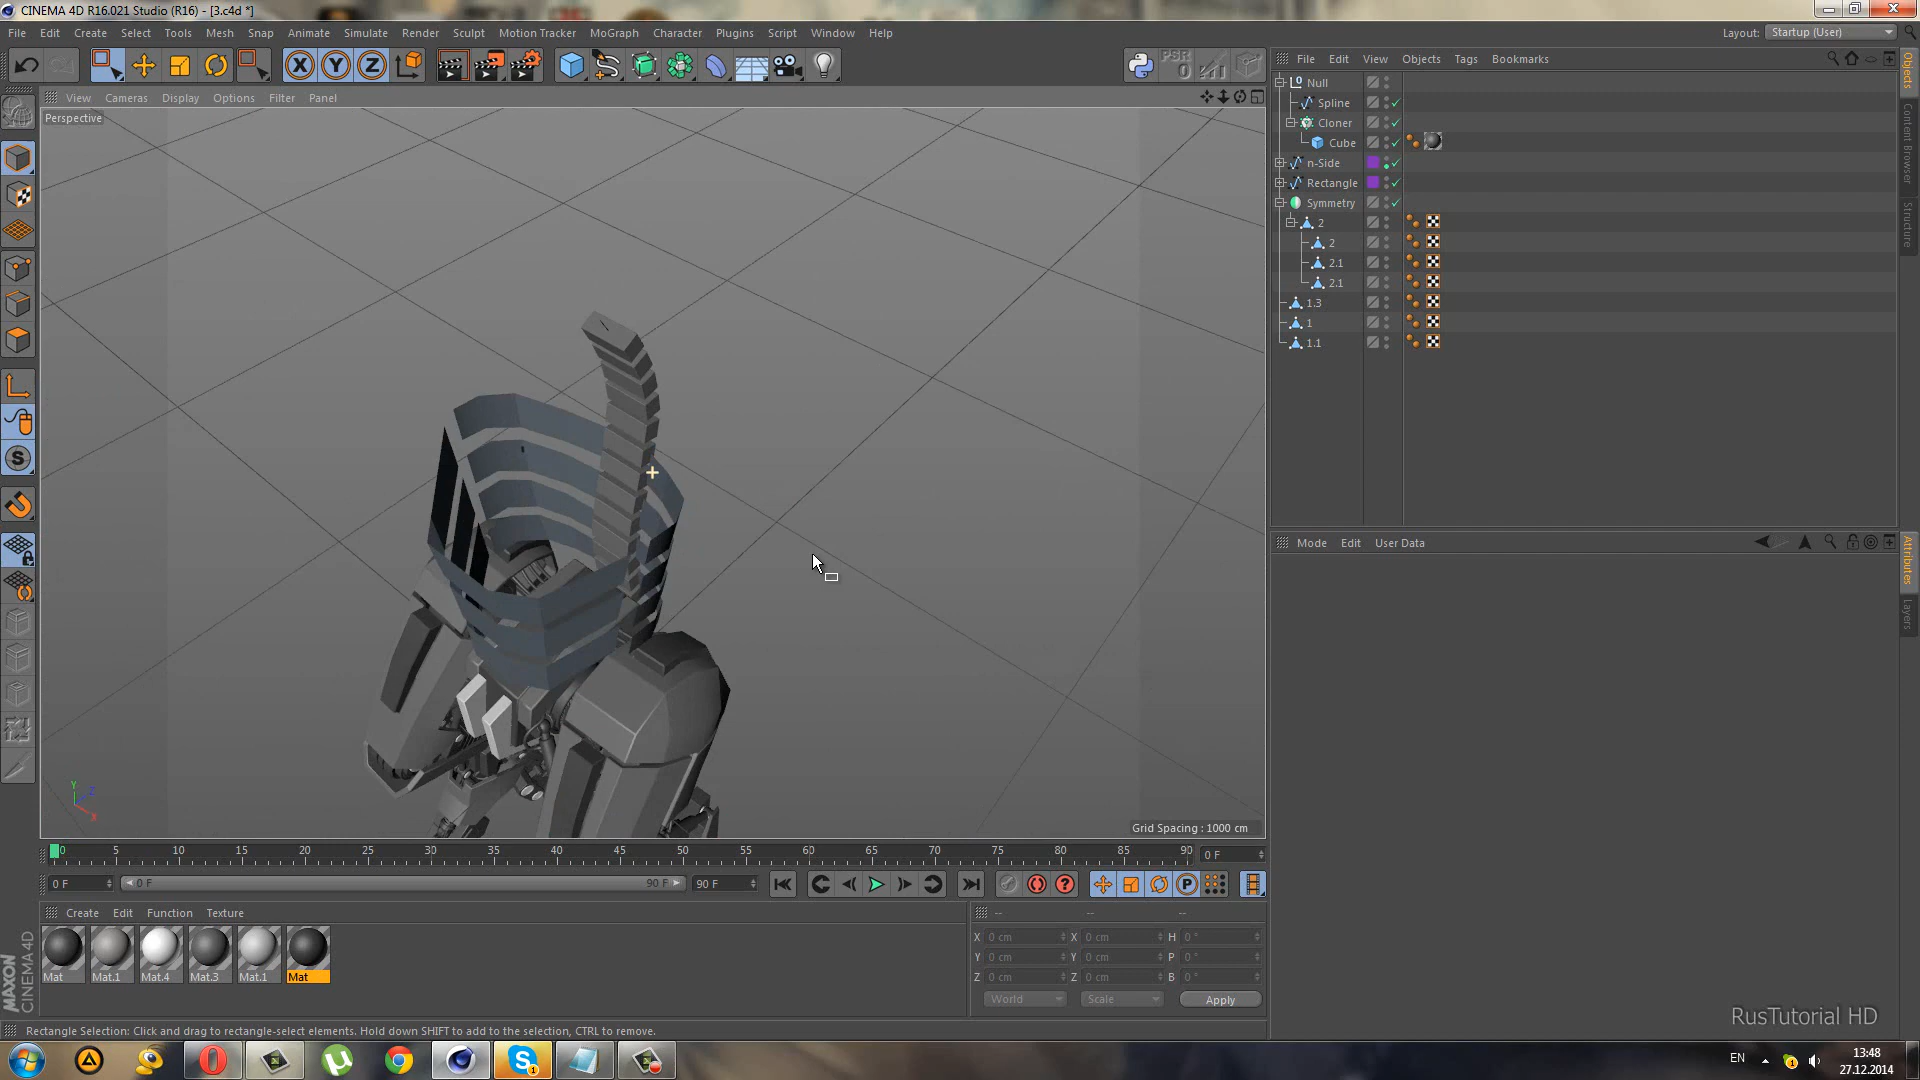 CINEMA 4D R16.021 Studio (R16) - [3.c4d *]
File Edit Create Select Tools Mesh Snap Animate Simulate Render Sculpt Motion Tracker MoGraph Character Plugins Script Window Help
Layout: Startup (User)
X Y Z
PSR
0
File Edit View Objects Tags Bookmarks
View Cameras Display Options Filter Panel
Perspective
Null
Spline
Cloner
Cube
n-Side
Rectangle
Symmetry
2
2
2.1
2.1
1.3
1
1.1
Objects
Content Browser
Structure
Mode Edit User Data
Attributes
Layers
Y Z X
Grid Spacing : 1000 cm
0 5 10 15 20 25 30 35 40 45 50 55 60 65 70 75 80 85 90
0 F
0 F
0 F 90 F
90 F
Create Edit Function Texture
Mat
Mat.1
Mat.4
Mat.3
Mat.1
Mat
-- -- --
X 0 cm X 0 cm H 0 °
Y 0 cm Y 0 cm P 0 °
Z 0 cm Z 0 cm B 0 °
World Scale Apply
MAXON
CINEMA 4D
Rectangle Selection: Click and drag to rectangle-select elements. Hold down SHIFT to add to the selection, CTRL to remove.
RusTutorial HD
EN
13:48
27.12.2014